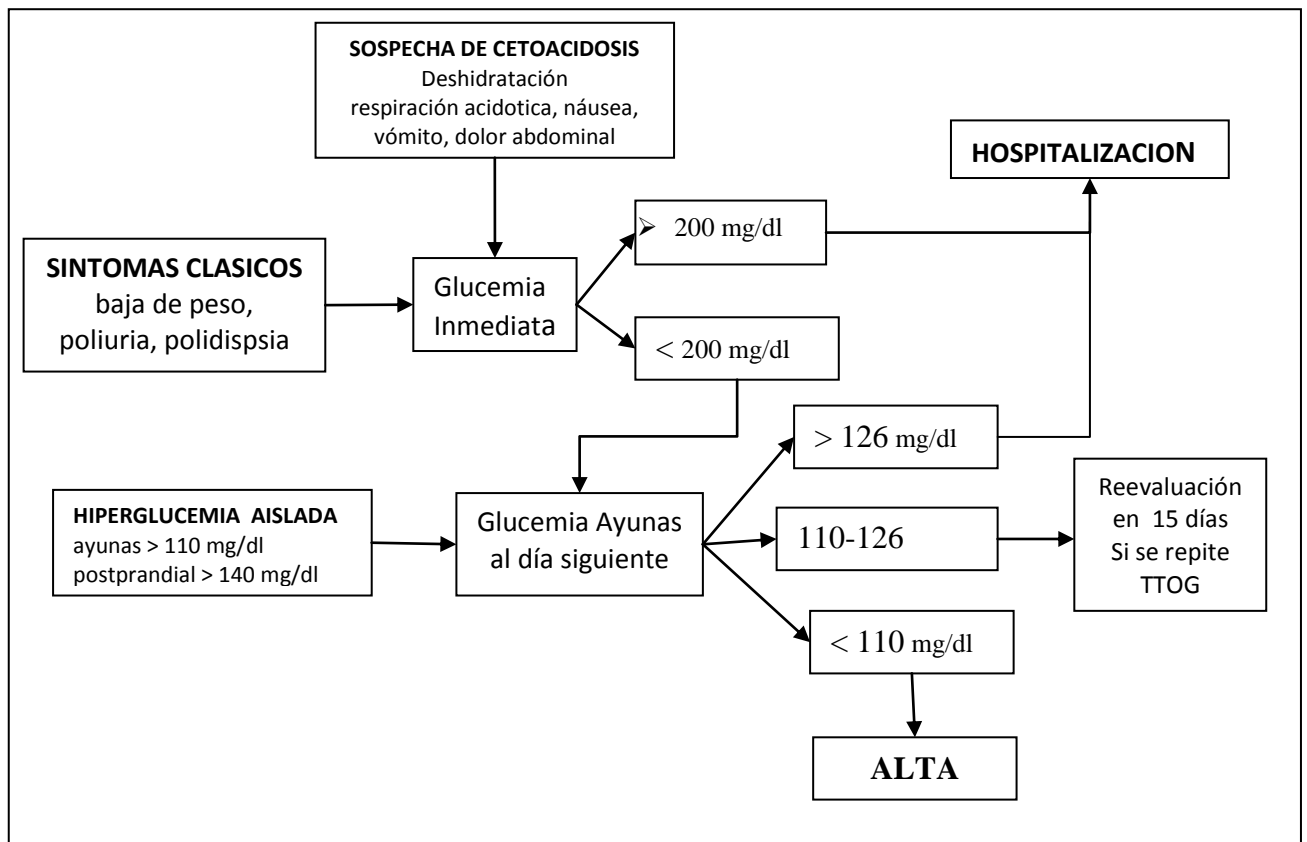 SOSPECHA DE CETOACIDOSIS
Deshidratación
respiración acidotica, náusea,
vómito, dolor abdominal
HOSPITALIZACION
➢ 200 mg/dl
SINTOMAS CLASICOS
baja de peso,
poliuria, polidispsia
Glucemia
Inmediata
< 200 mg/dl
> 126 mg/dl
HIPERGLUCEMIA AISLADA
ayunas > 110 mg/dl
postprandial > 140 mg/dl
Glucemia Ayunas
al día siguiente
110-126
Reevaluación
en 15 días
Si se repite
TTOG
< 110 mg/dl
ALTA